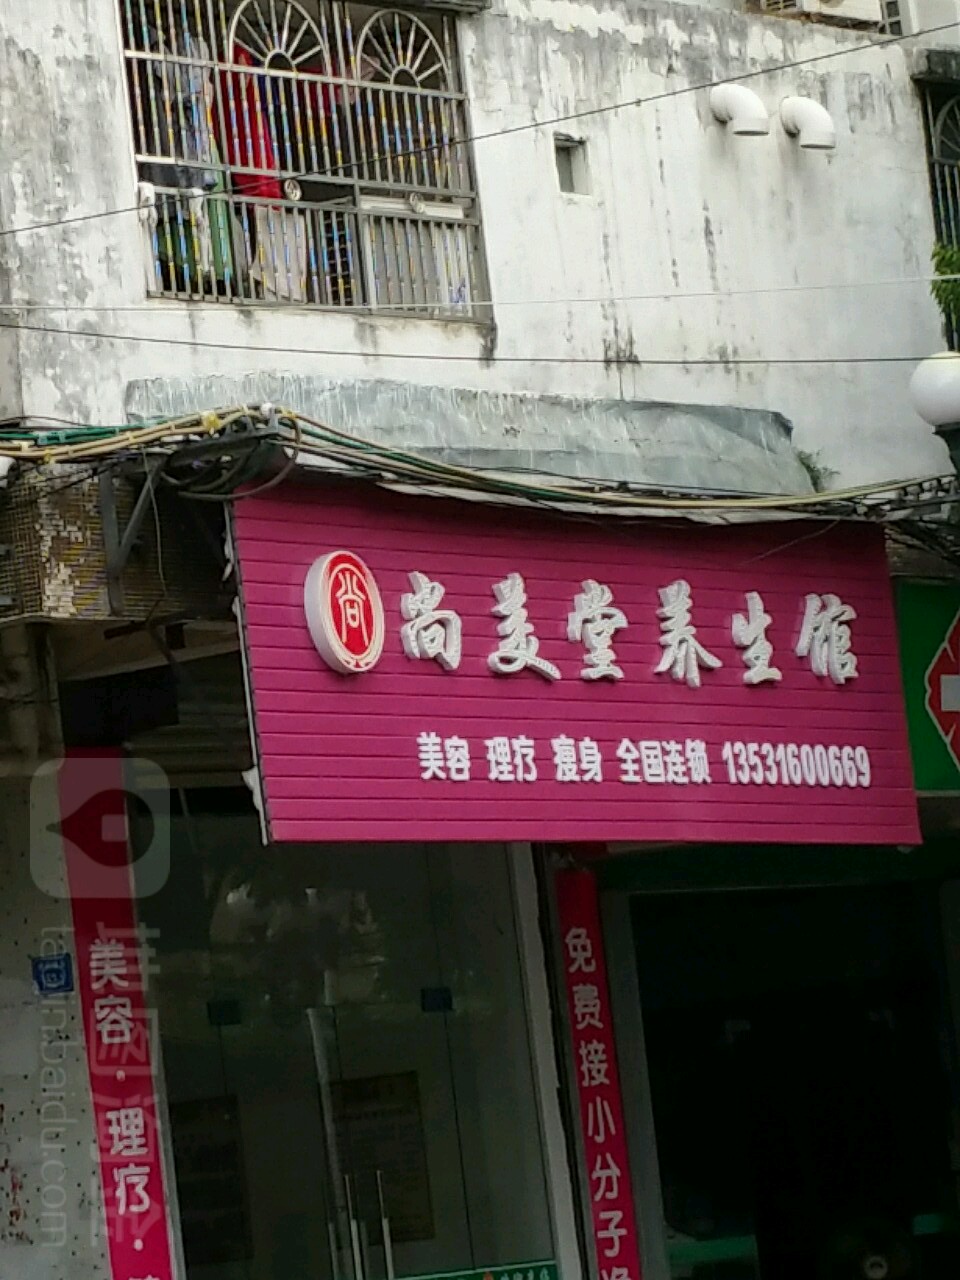 尚
尚美堂养生馆
美容 理疗 瘦身 全国连锁 13531600669
美容·理疗·
免费接小分子净